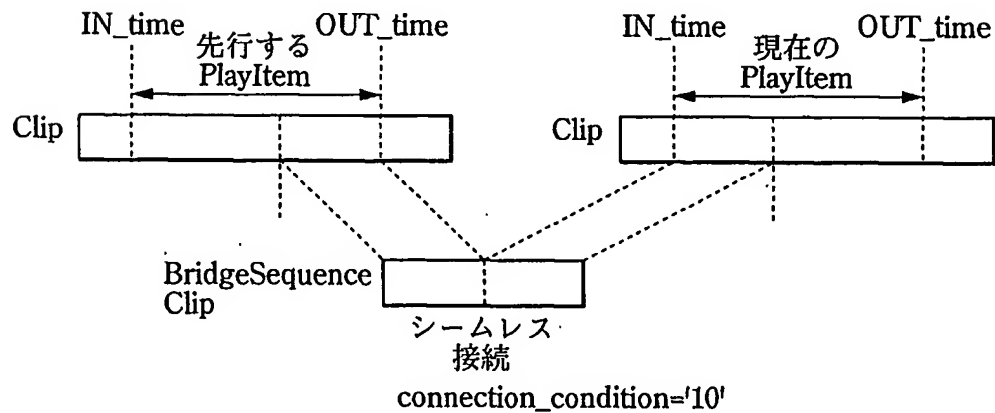 IN_time
先行する
PlayItem
OUT_time
IN_time
現在の
PlayItem
OUT_time
Clip
Clip
BridgeSequence
Clip
シームレス
接続
connection_condition='10'